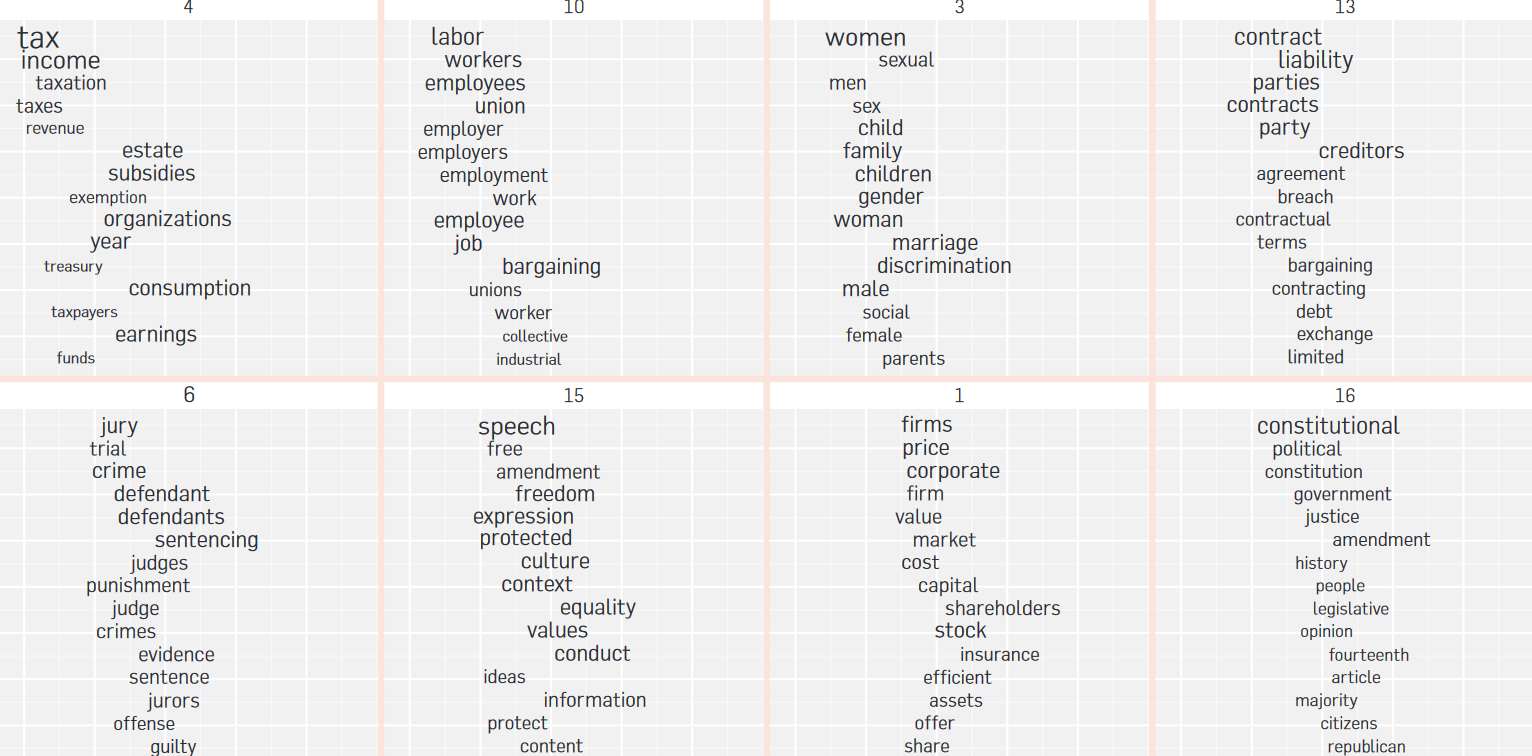 4
tax
income
taxation
taxes
revenue
estate
subsidies
exemption
organizations
year
treasury
consumption
taxpayers
earnings
funds
10
labor
workers
employees
union
employer
employers
employment
work
employee
job
bargaining
unions
worker
collective
industrial
3
women
sexual
men
sex
child
family
children
gender
woman
marriage
discrimination
male
social
female
parents
13
contract
liability
parties
contracts
party
creditors
agreement
breach
contractual
terms
bargaining
contracting
debt
exchange
limited
6
jury
trial
crime
defendant
defendants
sentencing
judges
punishment
judge
crimes
evidence
sentence
jurors
offense
guilty
15
speech
free
amendment
freedom
expression
protected
culture
context
equality
values
conduct
ideas
information
protect
content
1
firms
price
corporate
firm
value
market
cost
capital
shareholders
stock
insurance
efficient
assets
offer
share
16
constitutional
political
constitution
government
justice
amendment
history
people
legislative
opinion
fourteenth
article
majority
citizens
republican